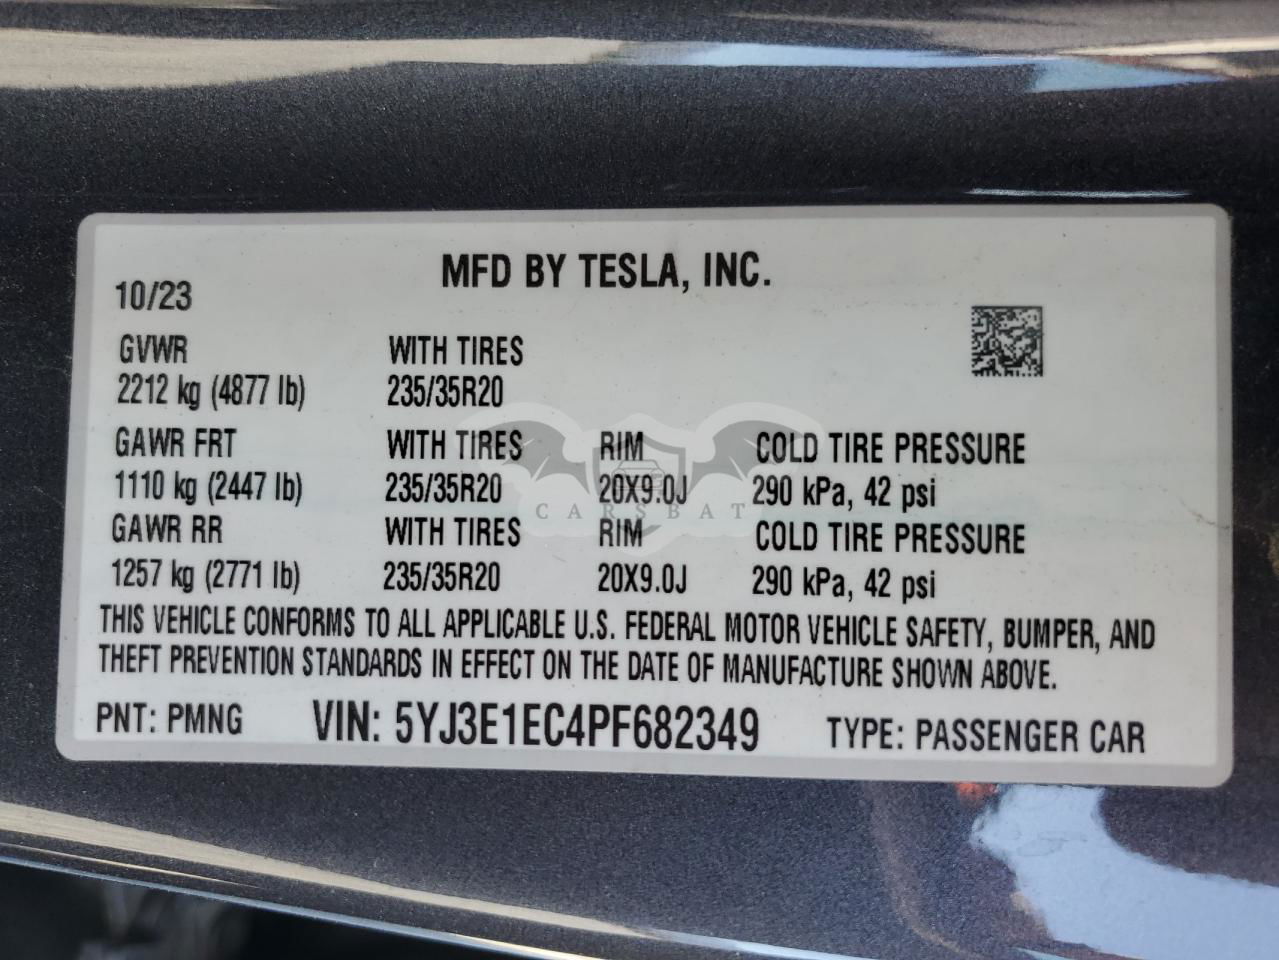 MFD BY TESLA, INC.
10/23
GVWR WITH TIRES
2212 kg (4877 lb) 235/35R20
GAWR FRT WITH TIRES RIM COLD TIRE PRESSURE
1110 kg (2447 lb) 235/35R20 20X9.0J 290 kPa, 42 psi
CARSBAT
GAWR RR WITH TIRES RIM COLD TIRE PRESSURE
1257 kg (2771 lb) 235/35R20 20X9.0J 290 kPa, 42 psi
THIS VEHICLE CONFORMS TO ALL APPLICABLE U.S. FEDERAL MOTOR VEHICLE SAFETY, BUMPER, AND
THEFT PREVENTION STANDARDS IN EFFECT ON THE DATE OF MANUFACTURE SHOWN ABOVE.
PNT: PMNG VIN: 5YJ3E1EC4PF682349 TYPE: PASSENGER CAR